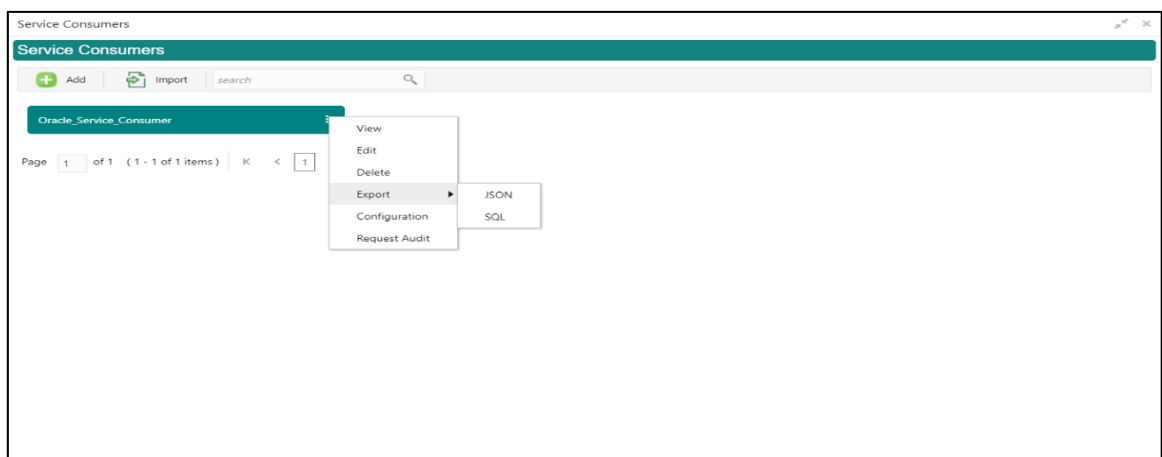 Service Consumers
Service Consumers
Add Import search
Oracle_Service_Consumer
View
Page 1 of 1 (1 - 1 of 1 items) K < 1
Edit
Delete
Export JSON
Configuration SQL
Request Audit